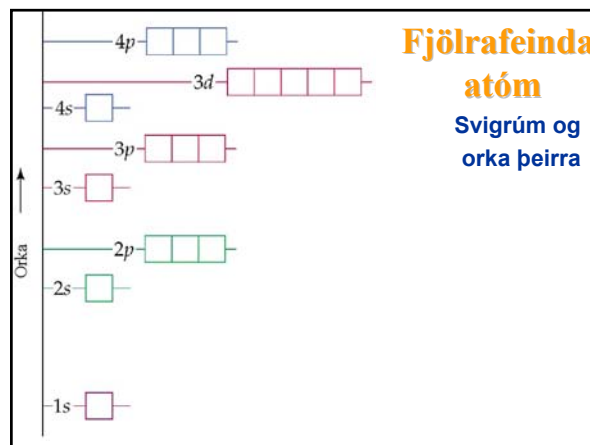 Fjölrafeinda
atóm
Svigrúm og
orka þeirra
4p
3d
4s
3p
3s
2p
2s
1s
Orka